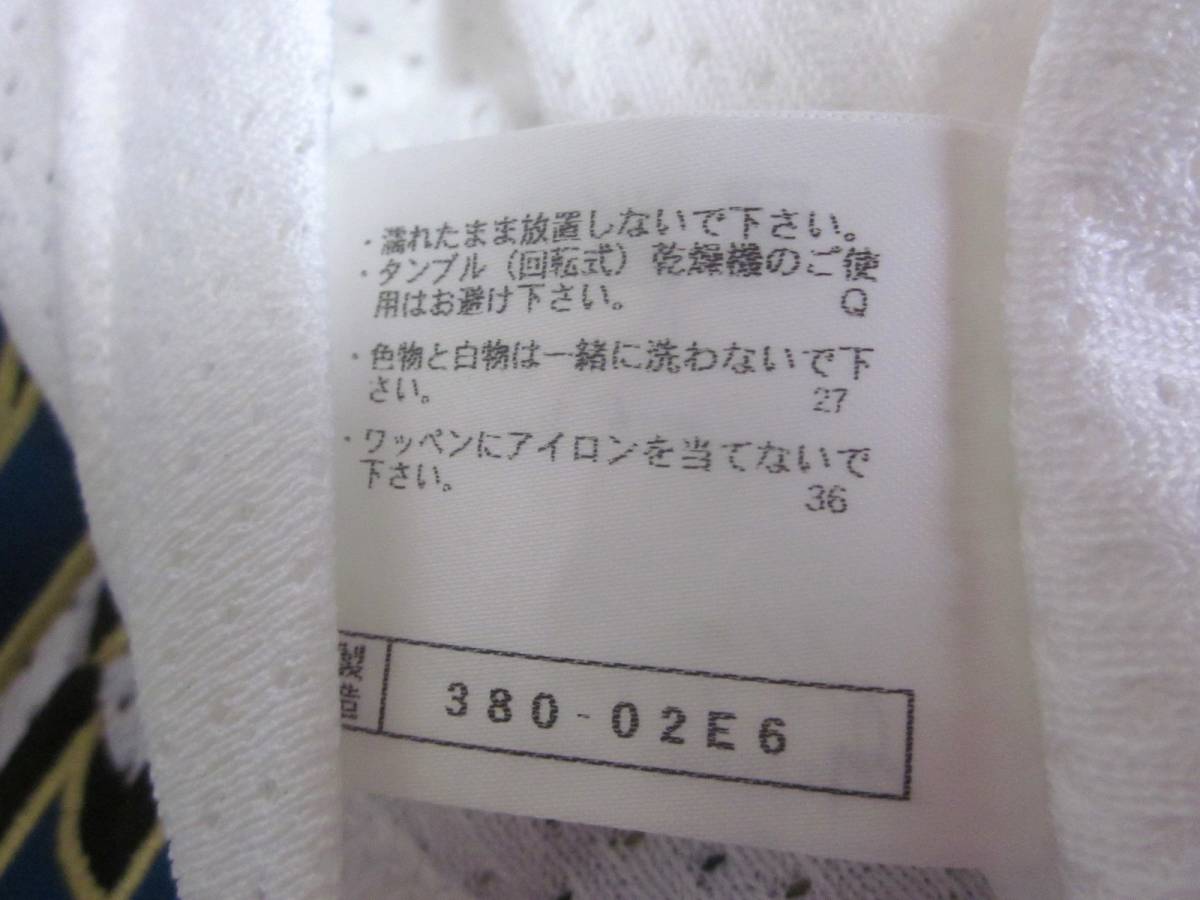 ・濡れたまま放置しないで下さい。
・タンブル（回転式）乾燥機のご使
用はお避け下さい。 Q
・色物と白物は一緒に洗わないで下
さい。 27
・ワッペンにアイロンを当てないで
下さい。 36
製
380-02E6